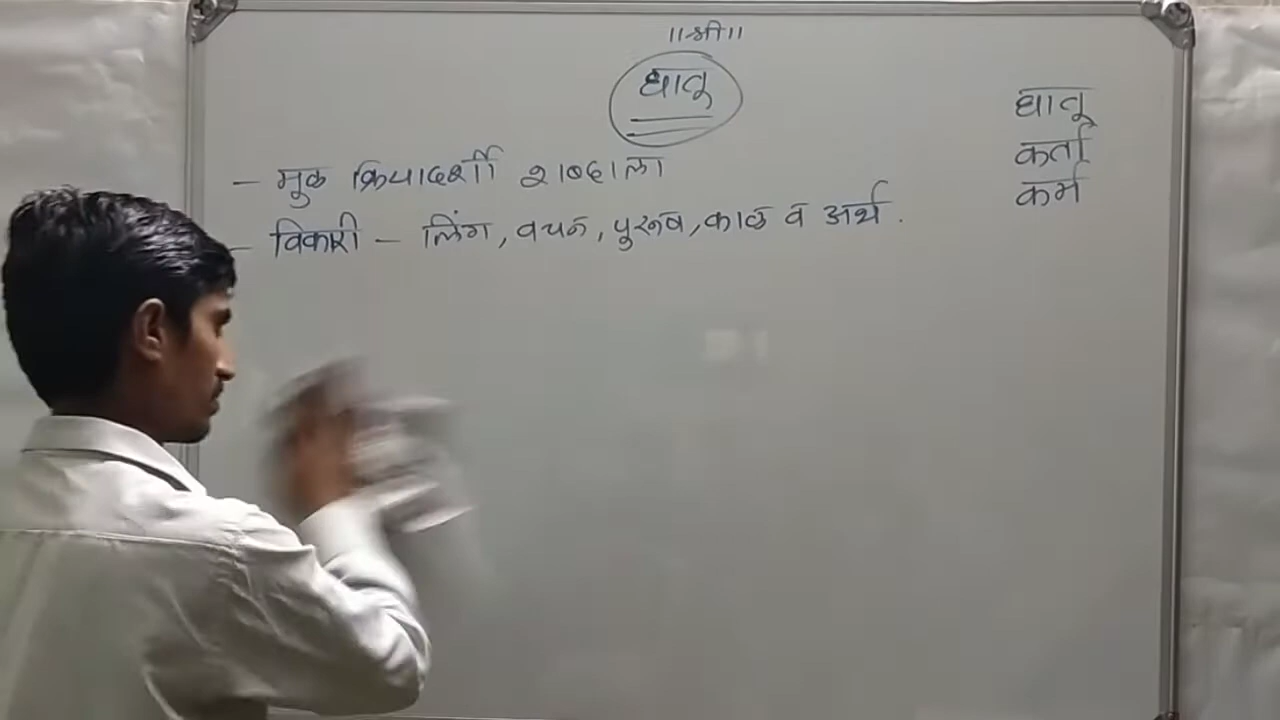 ॥श्री॥
धातू
- मुळ क्रियादर्शी शब्दाला
- विकारी - लिंग, वचन, पुरूष, काळ व अर्थ.
धातू
कर्ता
कर्म